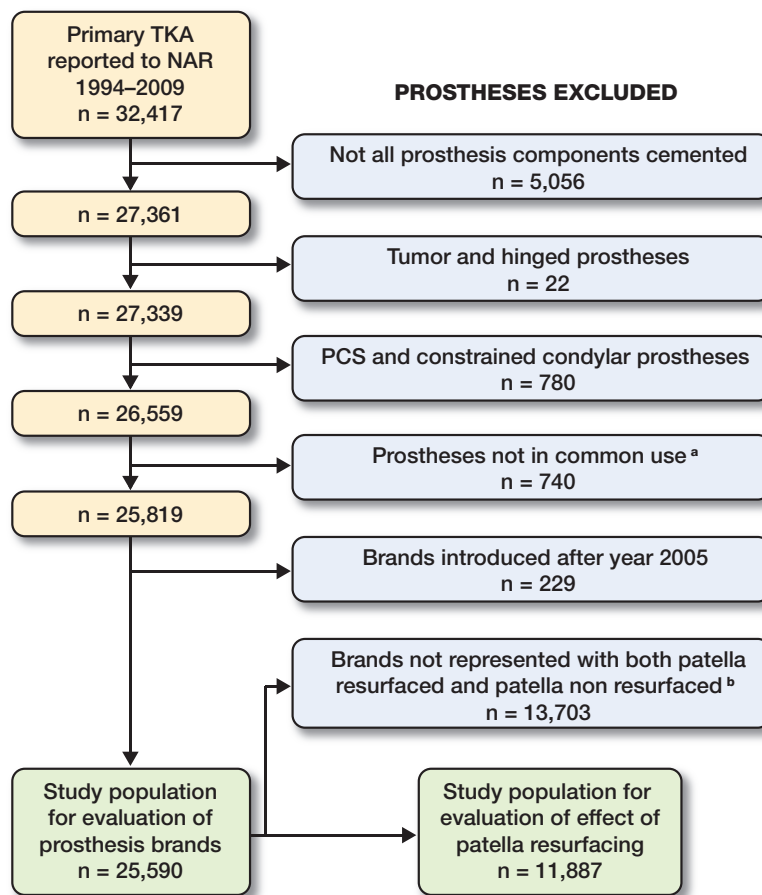 Primary TKA
reported to NAR
1994–2009
n = 32,417
PROSTHESES EXCLUDED
Not all prosthesis components cemented
n = 5,056
n = 27,361
Tumor and hinged prostheses
n = 22
n = 27,339
PCS and constrained condylar prostheses
n = 780
n = 26,559
Prostheses not in common use a
n = 740
n = 25,819
Brands introduced after year 2005
n = 229
Brands not represented with both patella
resurfaced and patella non resurfaced b
n = 13,703
Study population
for evaluation of
prosthesis brands
n = 25,590
Study population for
evaluation of effect of
patella resurfacing
n = 11,887